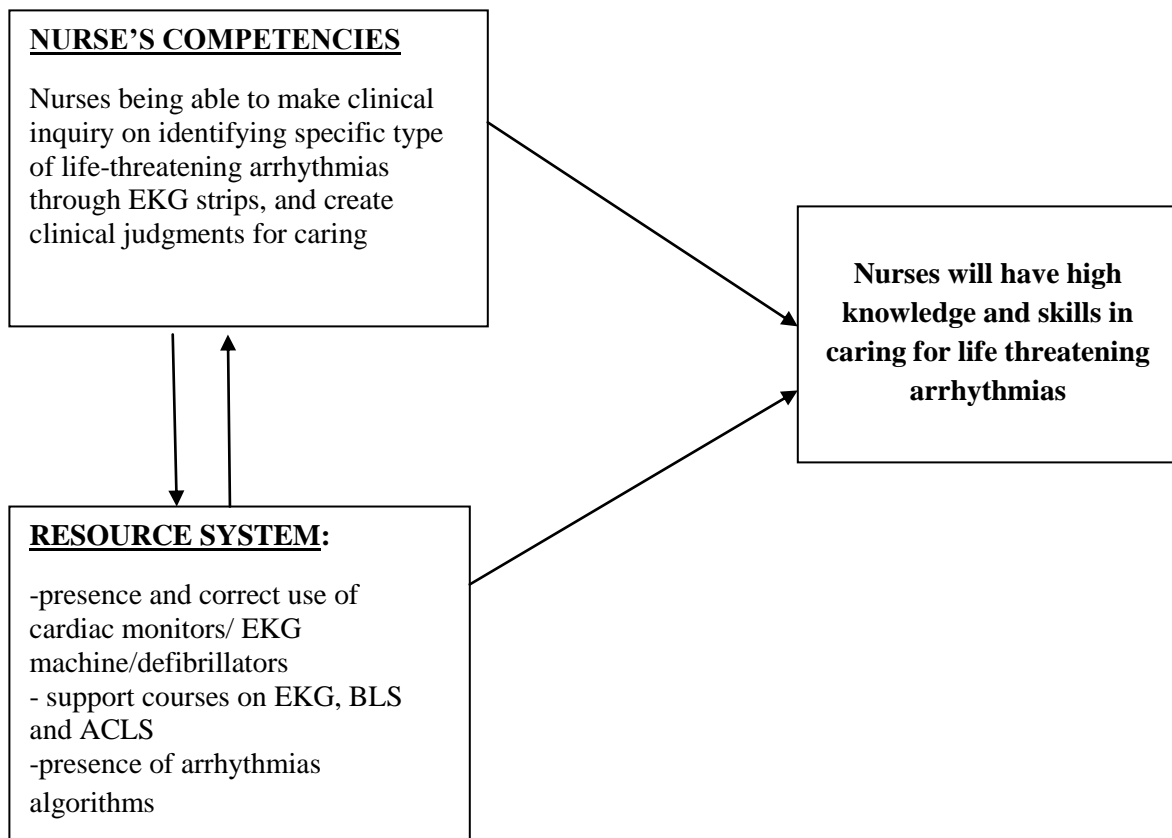 NURSE'S COMPETENCIES
Nurses being able to make clinical
inquiry on identifying specific type
of life-threatening arrhythmias
through EKG strips, and create
clinical judgments for caring
Nurses will have high
knowledge and skills in
caring for life threatening
arrhythmias
RESOURCE SYSTEM:
-presence and correct use of
cardiac monitors/ EKG
machine/defibrillators
- support courses on EKG, BLS
and ACLS
-presence of arrhythmias
algorithms